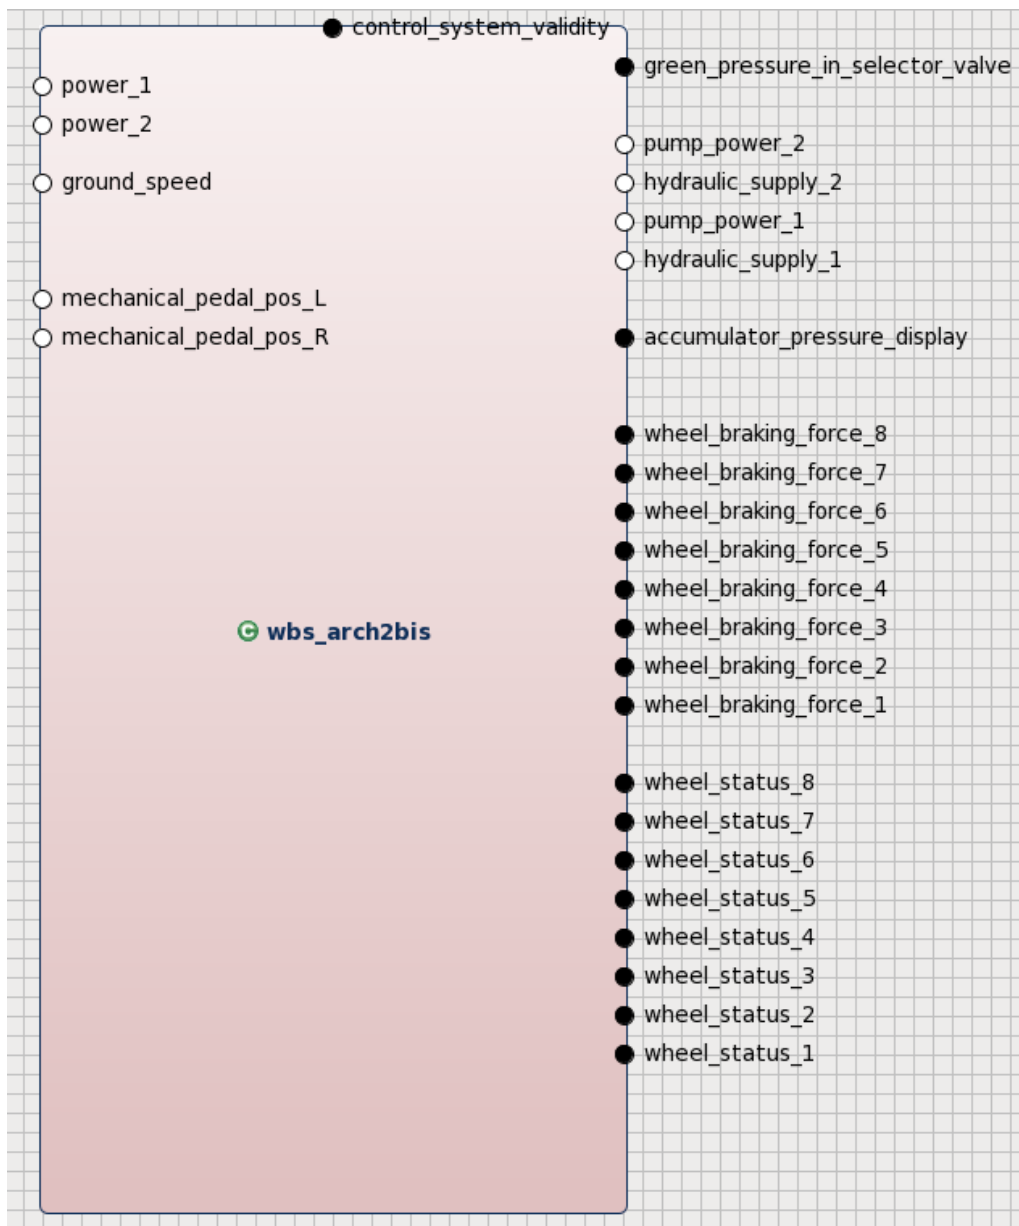 control_system_validity
green_pressure_in_selector_valve
power_1
power_2
pump_power_2
ground_speed
hydraulic_supply_2
pump_power_1
hydraulic_supply_1
mechanical_pedal_pos_L
mechanical_pedal_pos_R
accumulator_pressure_display
wheel_braking_force_8
wheel_braking_force_7
wheel_braking_force_6
wheel_braking_force_5
wheel_braking_force_4
wheel_braking_force_3
C wbs_arch2bis
wheel_braking_force_2
wheel_braking_force_1
wheel_status_8
wheel_status_7
wheel_status_6
wheel_status_5
wheel_status_4
wheel_status_3
wheel_status_2
wheel_status_1